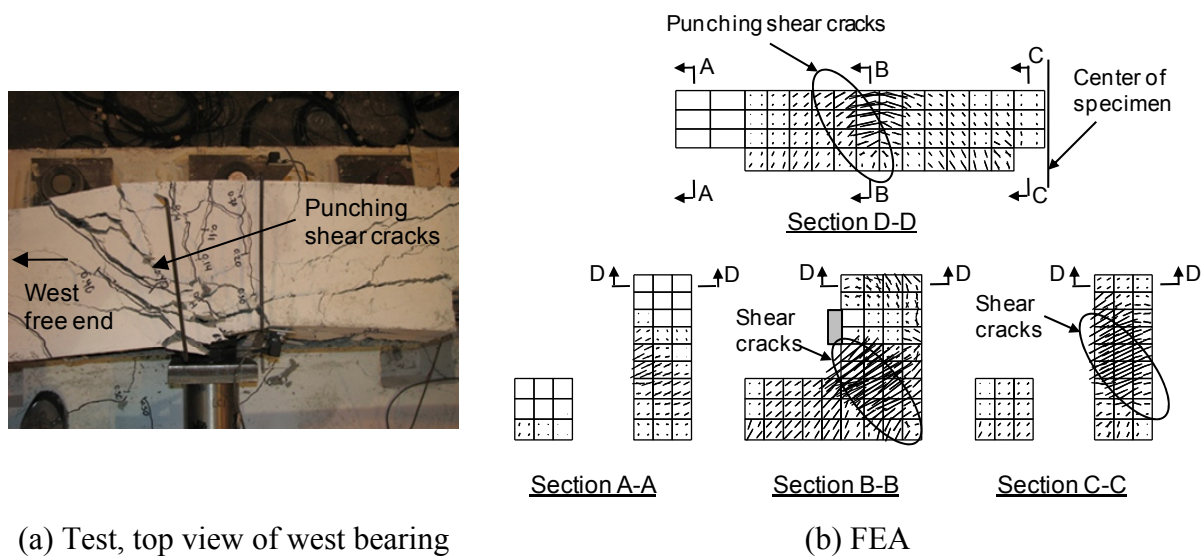 Punching
shear cracks
West
free end
(a) Test, top view of west bearing
Punching shear cracks
A
B
C
Center of
specimen
A
B
C
Section D-D
D
D
D
D
D
D
Shear
cracks
Shear
cracks
Section A-A
Section B-B
Section C-C
(b) FEA